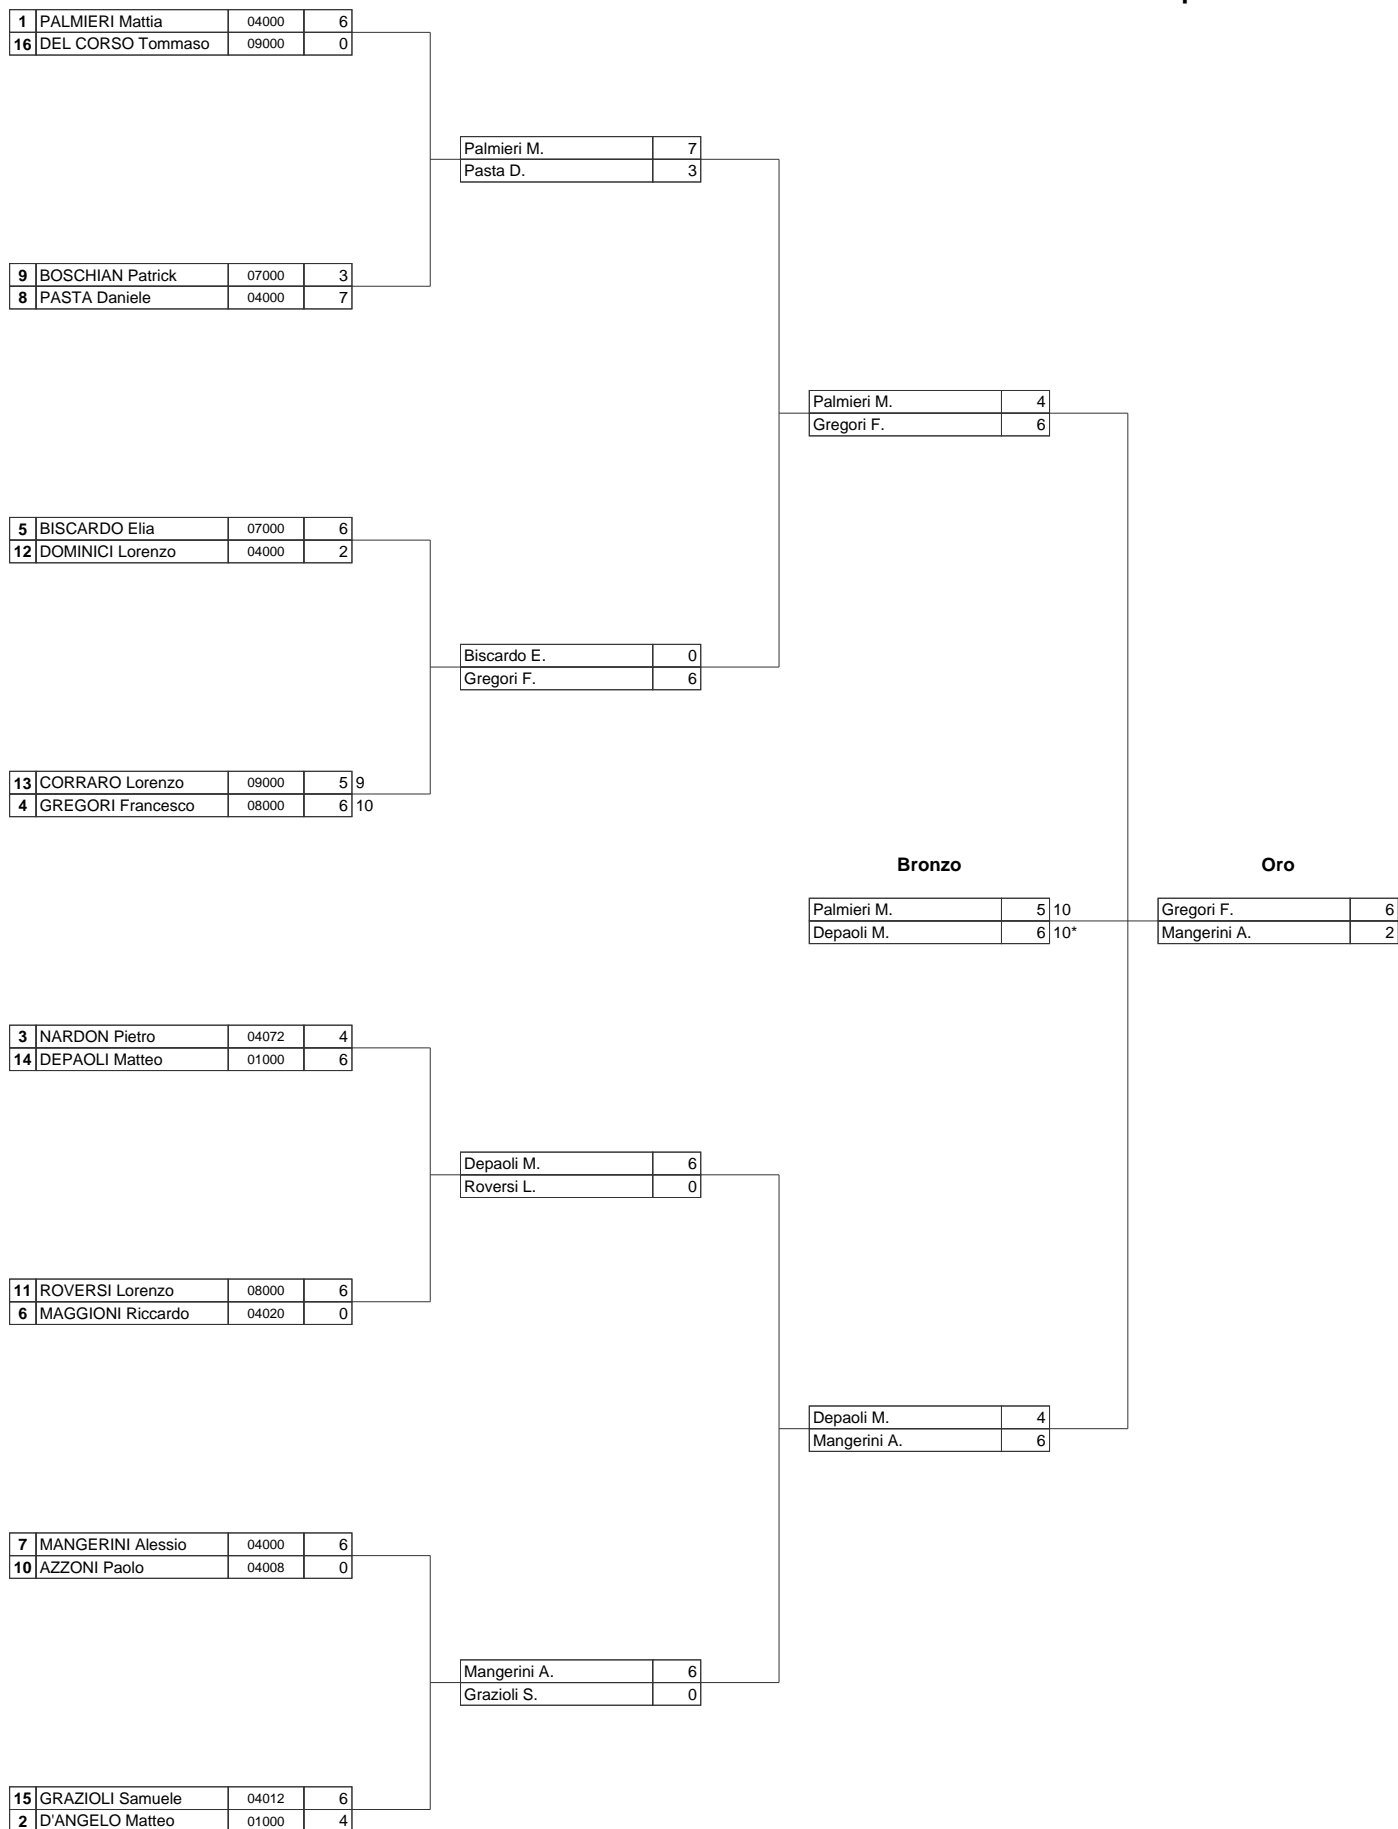 1 PALMIERI Mattia 04000 6
16 DEL CORSO Tommaso 09000 0
Palmieri M. 7
Pasta D. 3
9 BOSCHIAN Patrick 07000 3
8 PASTA Daniele 04000 7
Palmieri M. 4
Gregori F. 6
5 BISCARDO Elia 07000 6
12 DOMINICI Lorenzo 04000 2
Biscardo E. 0
Gregori F. 6
13 CORRARO Lorenzo 09000 5 9
4 GREGORI Francesco 08000 6 10
Bronzo Oro
Palmieri M. 5 10 Gregori F. 6
Depaoli M. 6 10* Mangerini A. 2
3 NARDON Pietro 04072 4
14 DEPAOLI Matteo 01000 6
Depaoli M. 6
Roversi L. 0
11 ROVERSI Lorenzo 08000 6
6 MAGGIONI Riccardo 04020 0
Depaoli M. 4
Mangerini A. 6
7 MANGERINI Alessio 04000 6
10 AZZONI Paolo 04008 0
Mangerini A. 6
Grazioli S. 0
15 GRAZIOLI Samuele 04012 6
2 D'ANGELO Matteo 01000 4